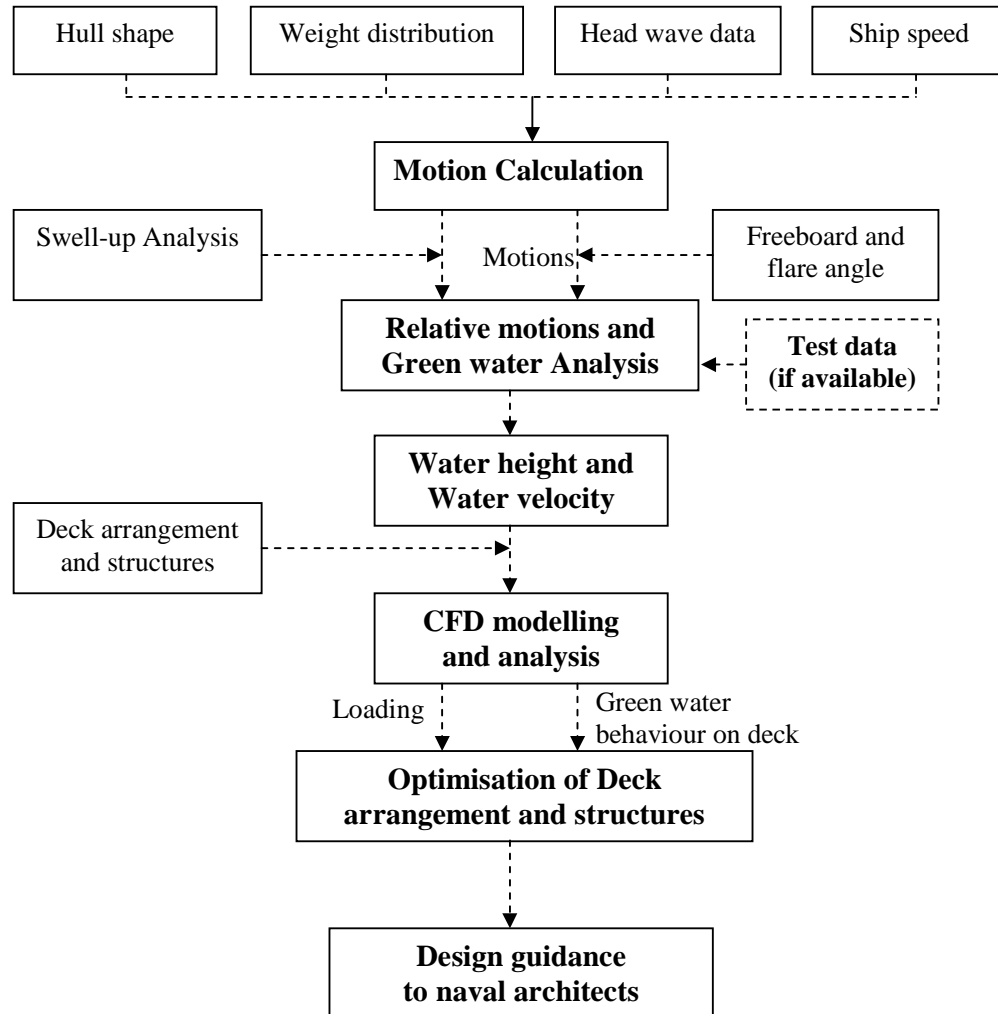 Hull shape
Weight distribution
Head wave data
Ship speed
Motion Calculation
Swell-up Analysis
Motions
Freeboard and
flare angle
Relative motions and
Green water Analysis
Test data
(if available)
Water height and
Water velocity
Deck arrangement
and structures
CFD modelling
and analysis
Loading
Green water
behaviour on deck
Optimisation of Deck
arrangement and structures
Design guidance
to naval architects